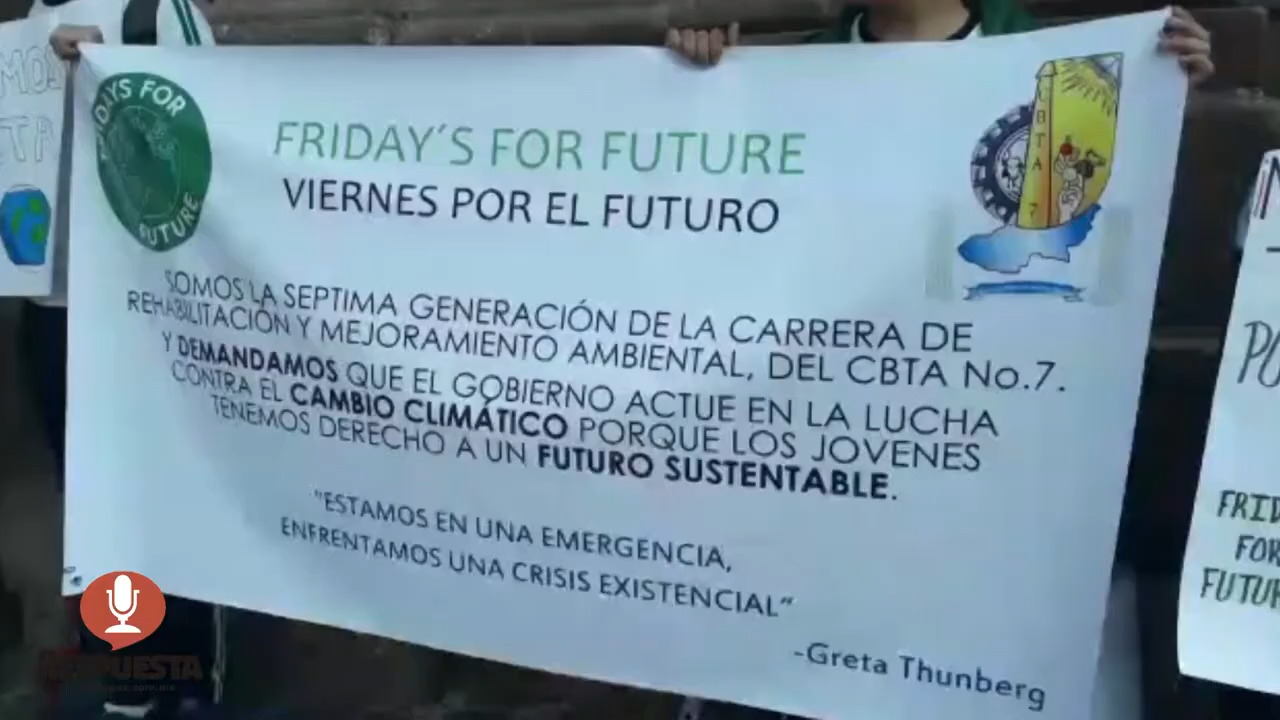 FRIDAYS FOR
FUTURE
FRIDAY´S FOR FUTURE
VIERNES POR EL FUTURO
CBTA 7
SOMOS LA SEPTIMA GENERACIÓN DE LA CARRERA DE
REHABILITACIÓN Y MEJORAMIENTO AMBIENTAL, DEL CBTA No.7.
Y DEMANDAMOS QUE EL GOBIERNO ACTUE EN LA LUCHA
CONTRA EL CAMBIO CLIMÁTICO PORQUE LOS JOVENES
TENEMOS DERECHO A UN FUTURO SUSTENTABLE.
"ESTAMOS EN UNA EMERGENCIA,
ENFRENTAMOS UNA CRISIS EXISTENCIAL"
-Greta Thunberg
FOR